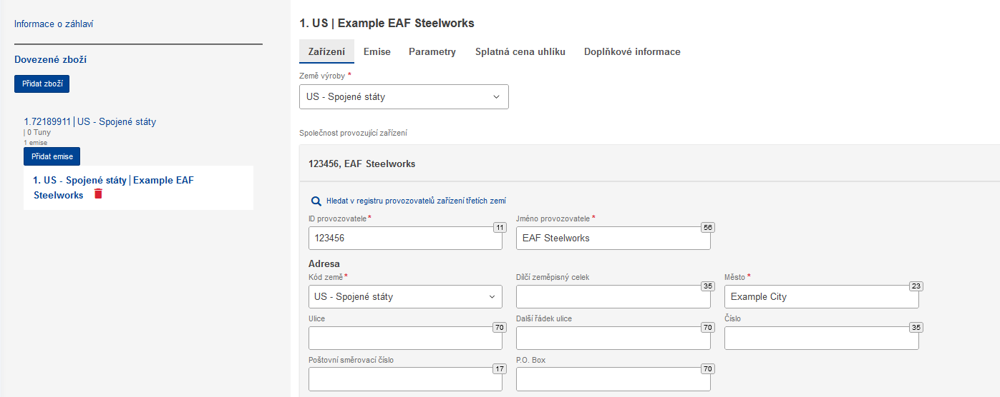 Informace o záhlaví
Dovezené zboží
Přidat zboží
1.72189911 | US - Spojené státy
| 0 Tuny
1 emise
Přidat emise
1. US - Spojené státy | Example EAF
Steelworks
1. US | Example EAF Steelworks
Zařízení Emise Parametry Splatná cena uhlíku Doplňkové informace
Země výroby *
US - Spojené státy
Společnost provozující zařízení
123456, EAF Steelworks
Hledat v registru provozovatelů zařízení třetích zemí
ID provozovatele * Jméno provozovatele *
11 56
123456 EAF Steelworks
Adresa
Kód země * Dílčí zeměpisný celek Město *
35 23
US - Spojené státy Example City
Ulice Další řádek ulice Číslo
70 70 35
Poštovní směrovací číslo P.O. Box
17 70